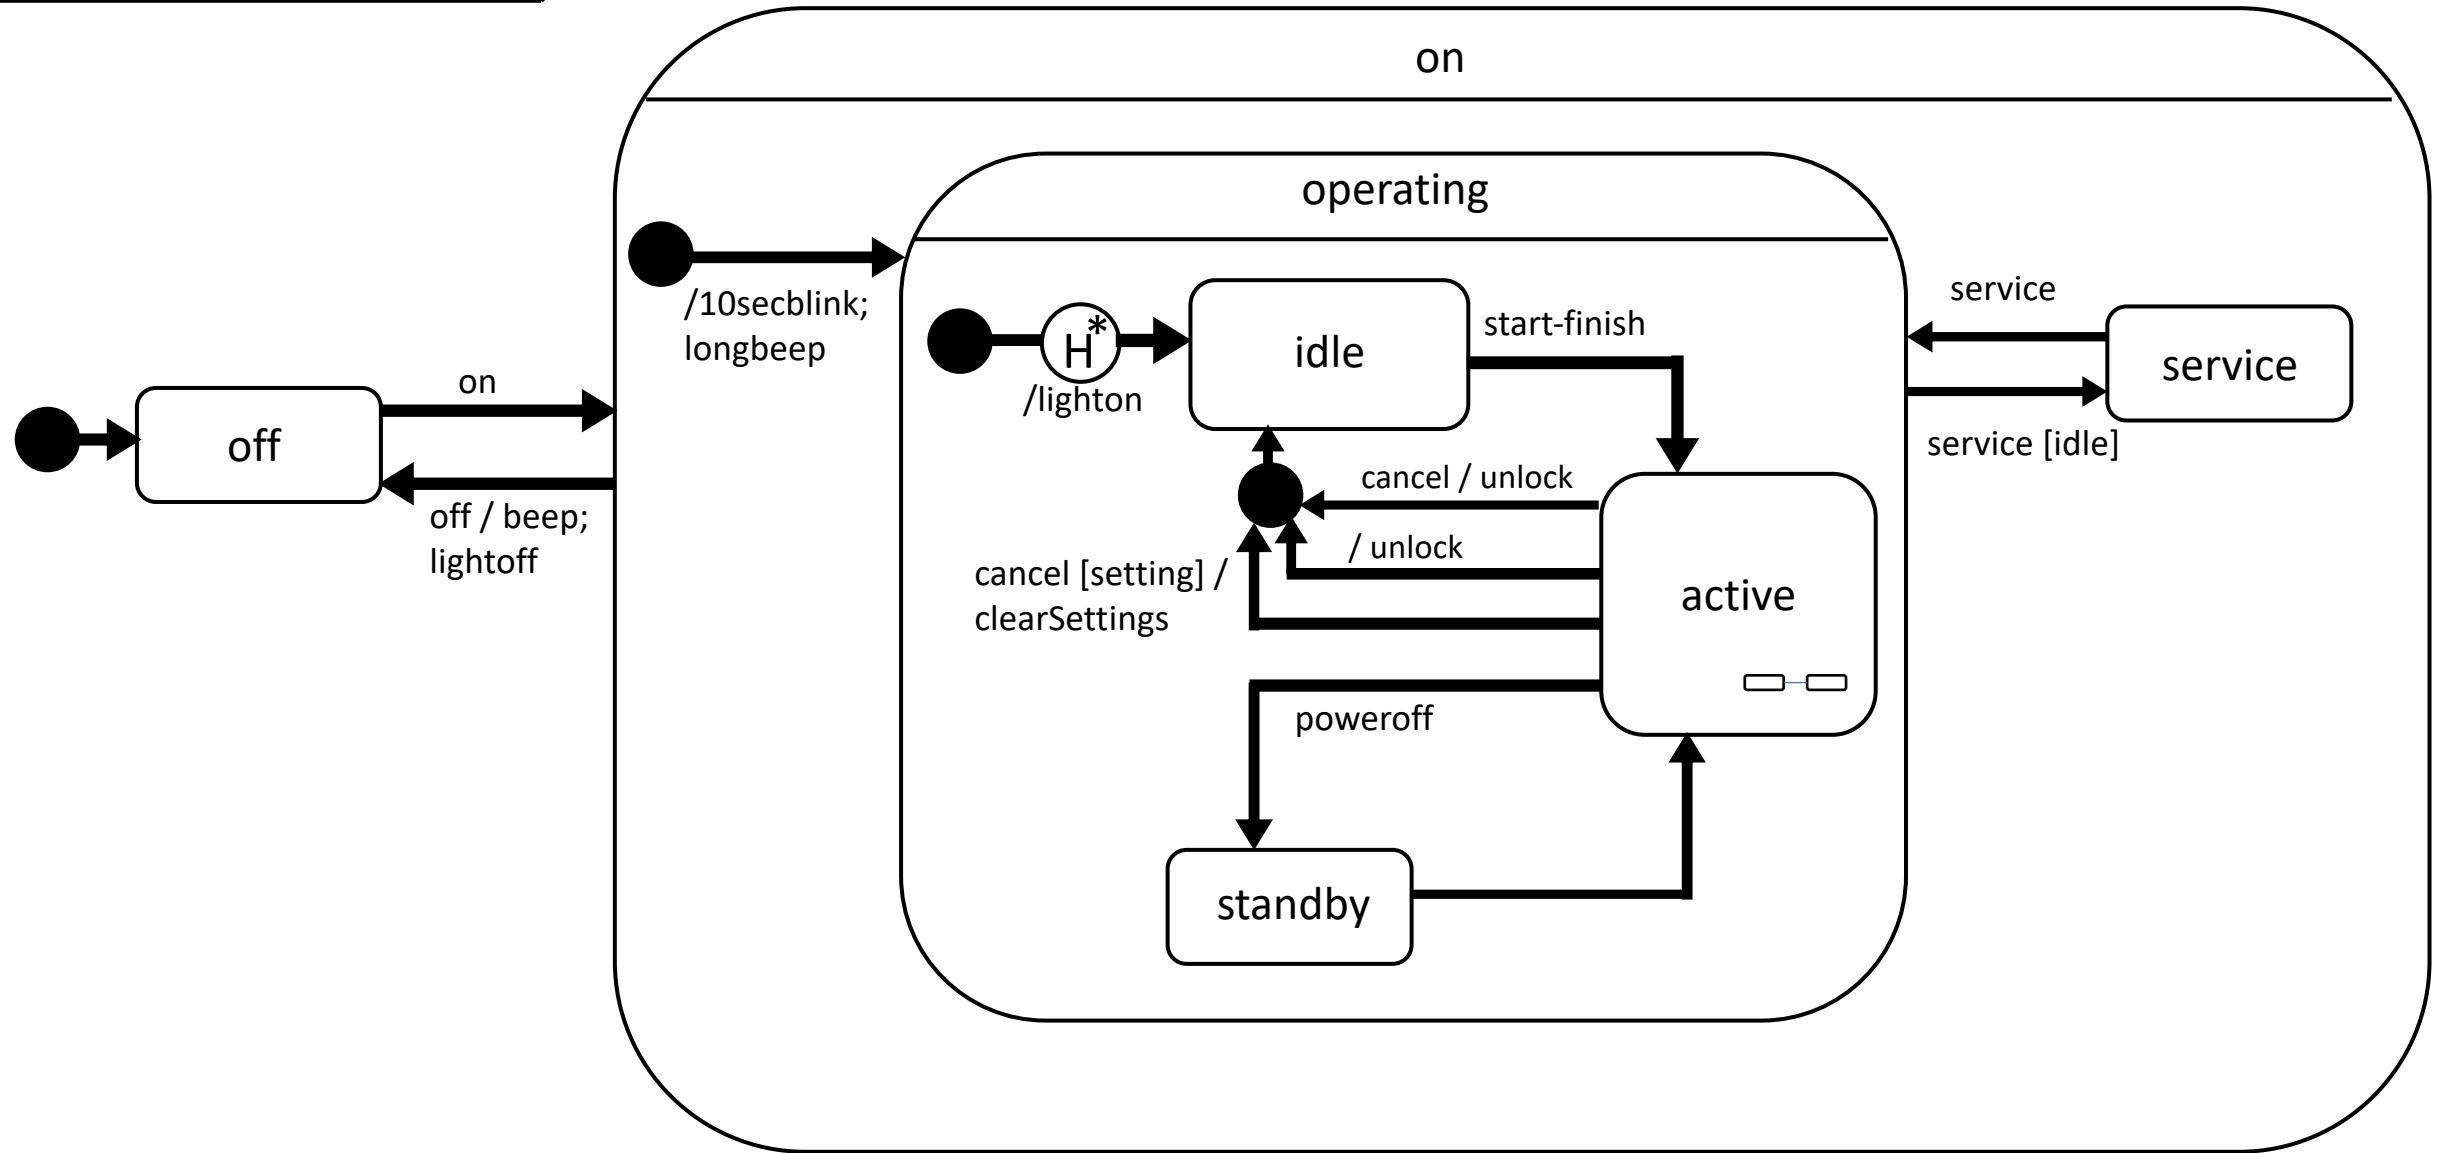 on
operating
/10secblink;
longbeep
H*
/lighton
idle
start-finish
service
service
service [idle]
on
off
off / beep;
lightoff
cancel / unlock
/ unlock
cancel [setting] /
clearSettings
active
poweroff
standby